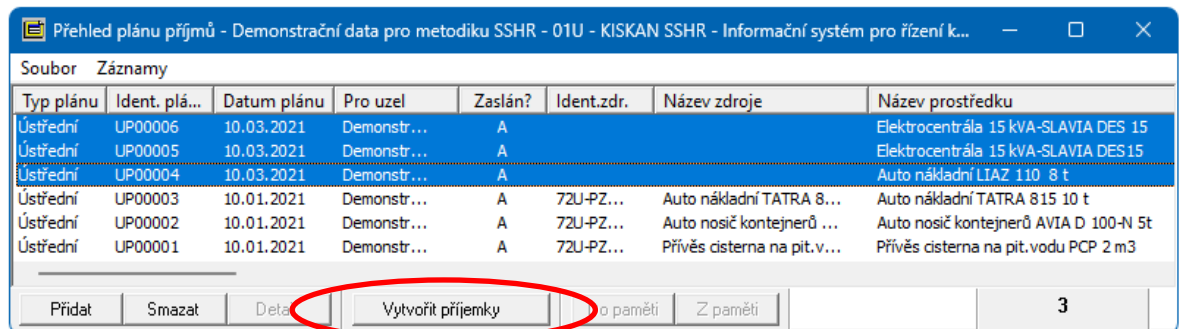 Přehled plánu příjmů - Demonstrační data pro metodiku SSHR - 01U - KISKAN SSHR - Informační systém pro řízení k...
Soubor Záznamy
Typ plánu Ident. plá... Datum plánu Pro uzel Zaslán? Ident.zdr. Název zdroje Název prostředku
Ústřední UP00006 10.03.2021 Demonstr... A Elektrocentrála 15 kVA-SLAVIA DES 15
Ústřední UP00005 10.03.2021 Demonstr... A Elektrocentrála 15 kVA-SLAVIA DES15
Ústřední UP00004 10.03.2021 Demonstr... A Auto nákladní LIAZ 110 8 t
Ústřední UP00003 10.01.2021 Demonstr... A 72U-PZ... Auto nákladní TATRA 8... Auto nákladní TATRA 815 10 t
Ústřední UP00002 10.01.2021 Demonstr... A 72U-PZ... Auto nosič kontejnerů ... Auto nosič kontejnerů AVIA D 100-N 5t
Ústřední UP00001 10.01.2021 Demonstr... A 72U-PZ... Přívěs cisterna na pit.v... Přívěs cisterna na pit.vodu PCP 2 m3
Přidat Smazat Deta Vytvořit příjemky o paměti Z paměti 3